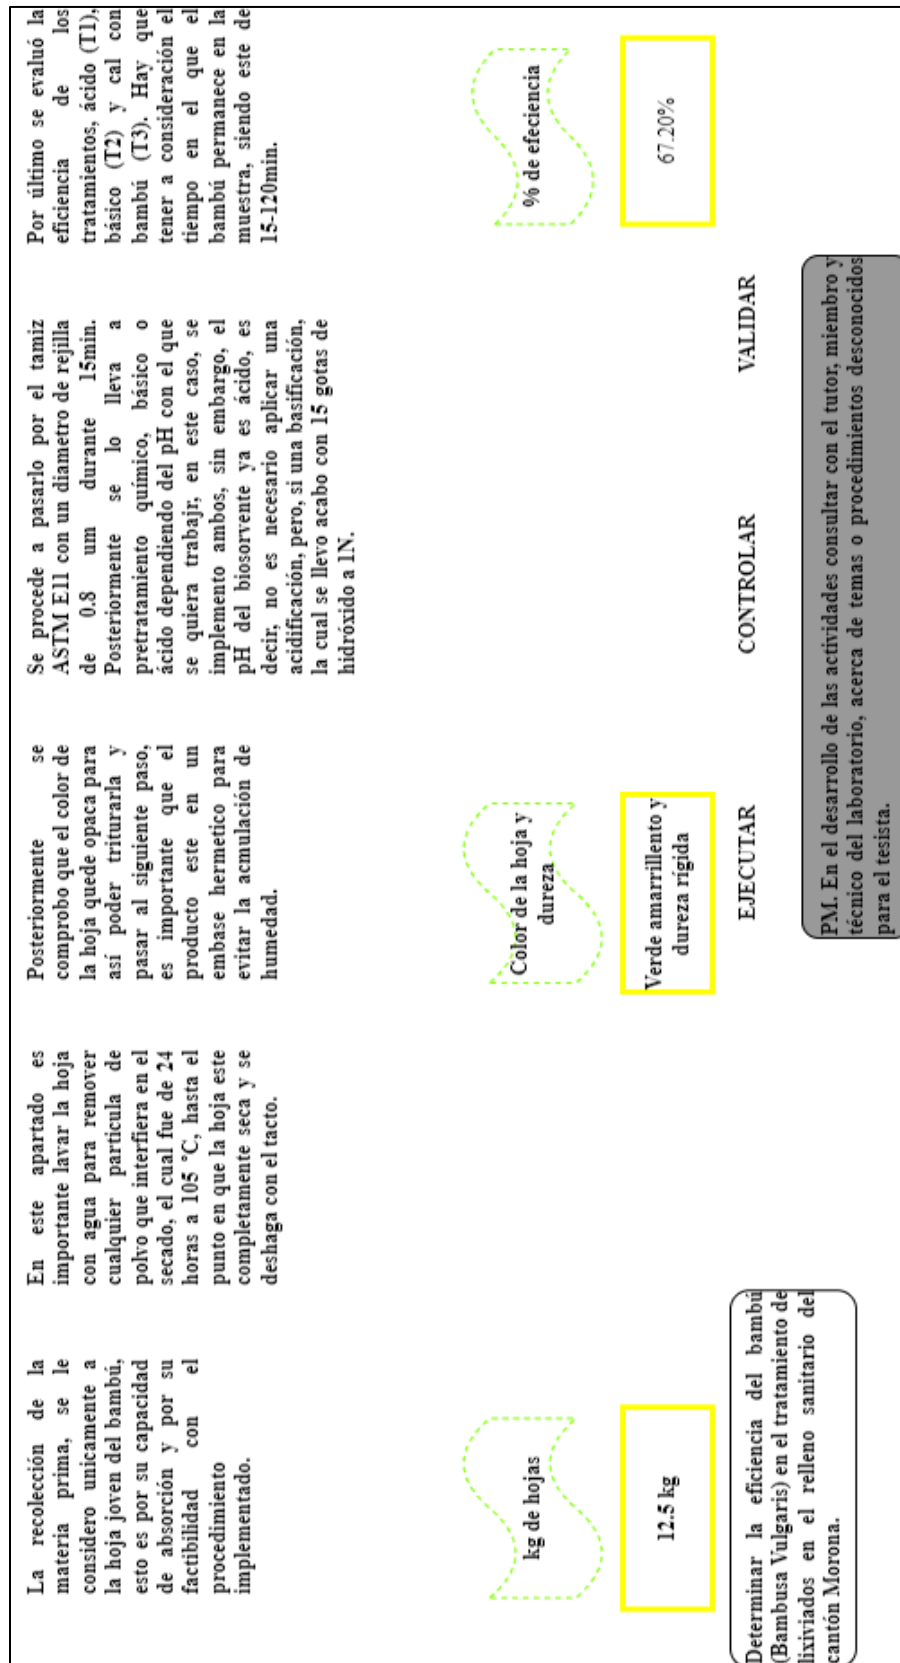 La recolección de la
materia prima, se le
considero unicamente a
la hoja joven del bambú,
esto es por su capacidad
de absorción y por su
factibilidad con el
procedimiento
implementado.
En este apartado es
importante lavar la hoja
con agua para remover
cualquier particula de
polvo que interfiera en el
secado, el cual fue de 24
horas a 105 °C, hasta el
punto en que la hoja este
completamente seca y se
deshaga con el tacto.
Posteriormente se
comprobo que el color de
la hoja quede opaca para
así poder triturarla y
pasar al siguiente paso,
es importante que el
producto este en un
embase hermetico para
evitar la acmulación de
humedad.
Se procede a pasarlo por el tamiz
ASTM E11 con un diametro de rejilla
de 0.8 um durante 15min.
Posteriormente se lo lleva a
pretratamiento químico, básico o
ácido dependiendo del pH con el que
se quiera trabajr, en este caso, se
implemento ambos, sin embargo, el
pH del biosorvente ya es ácido, es
decir, no es necesario aplicar una
acidificación, pero, si una basificación,
la cual se llevo acabo con 15 gotas de
hidróxido a 1N.
Por último se evaluó la
eficiencia de los
tratamientos, ácido (T1),
básico (T2) y cal con
bambú (T3). Hay que
tener a consideración el
tiempo en el que el
bambú permanece en la
muestra, siendo este de
15-120min.
kg de hojas
Color de la hoja y
dureza
% de efeciencia
12.5 kg
Verde amarrillento y
dureza rígida
67.20%
Determinar la eficiencia del bambú
(Bambusa Vulgaris) en el tratamiento de
lixiviados en el relleno sanitario del
cantón Morona.
EJECUTAR
CONTROLAR
VALIDAR
PM. En el desarrollo de las actividades consultar con el tutor, miembro y
técnico del laboratorio, acerca de temas o procedimientos desconocidos
para el tesista.